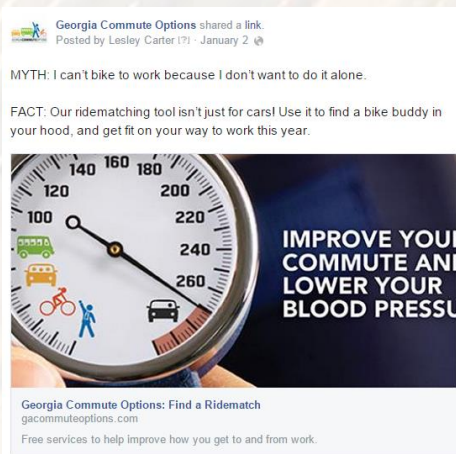 Georgia Commute Options shared a link.
Posted by Lesley Carter [?] · January 2
MYTH: I can't bike to work because I don't want to do it alone.
FACT: Our ridematching tool isn't just for cars! Use it to find a bike buddy in
your hood, and get fit on your way to work this year.
100
120
140
160
180
200
220
240
260
IMPROVE YOU
COMMUTE AN
LOWER YOUR
BLOOD PRESSU
Georgia Commute Options: Find a Ridematch
gacommuteoptions.com
Free services to help improve how you get to and from work.